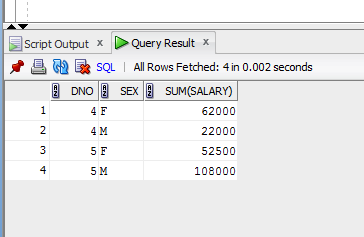 Script Output x Query Result x
SQL | All Rows Fetched: 4 in 0.002 seconds
DNO SEX SUM(SALARY)
1 4 F 62000
2 4 M 22000
3 5 F 52500
4 5 M 108000